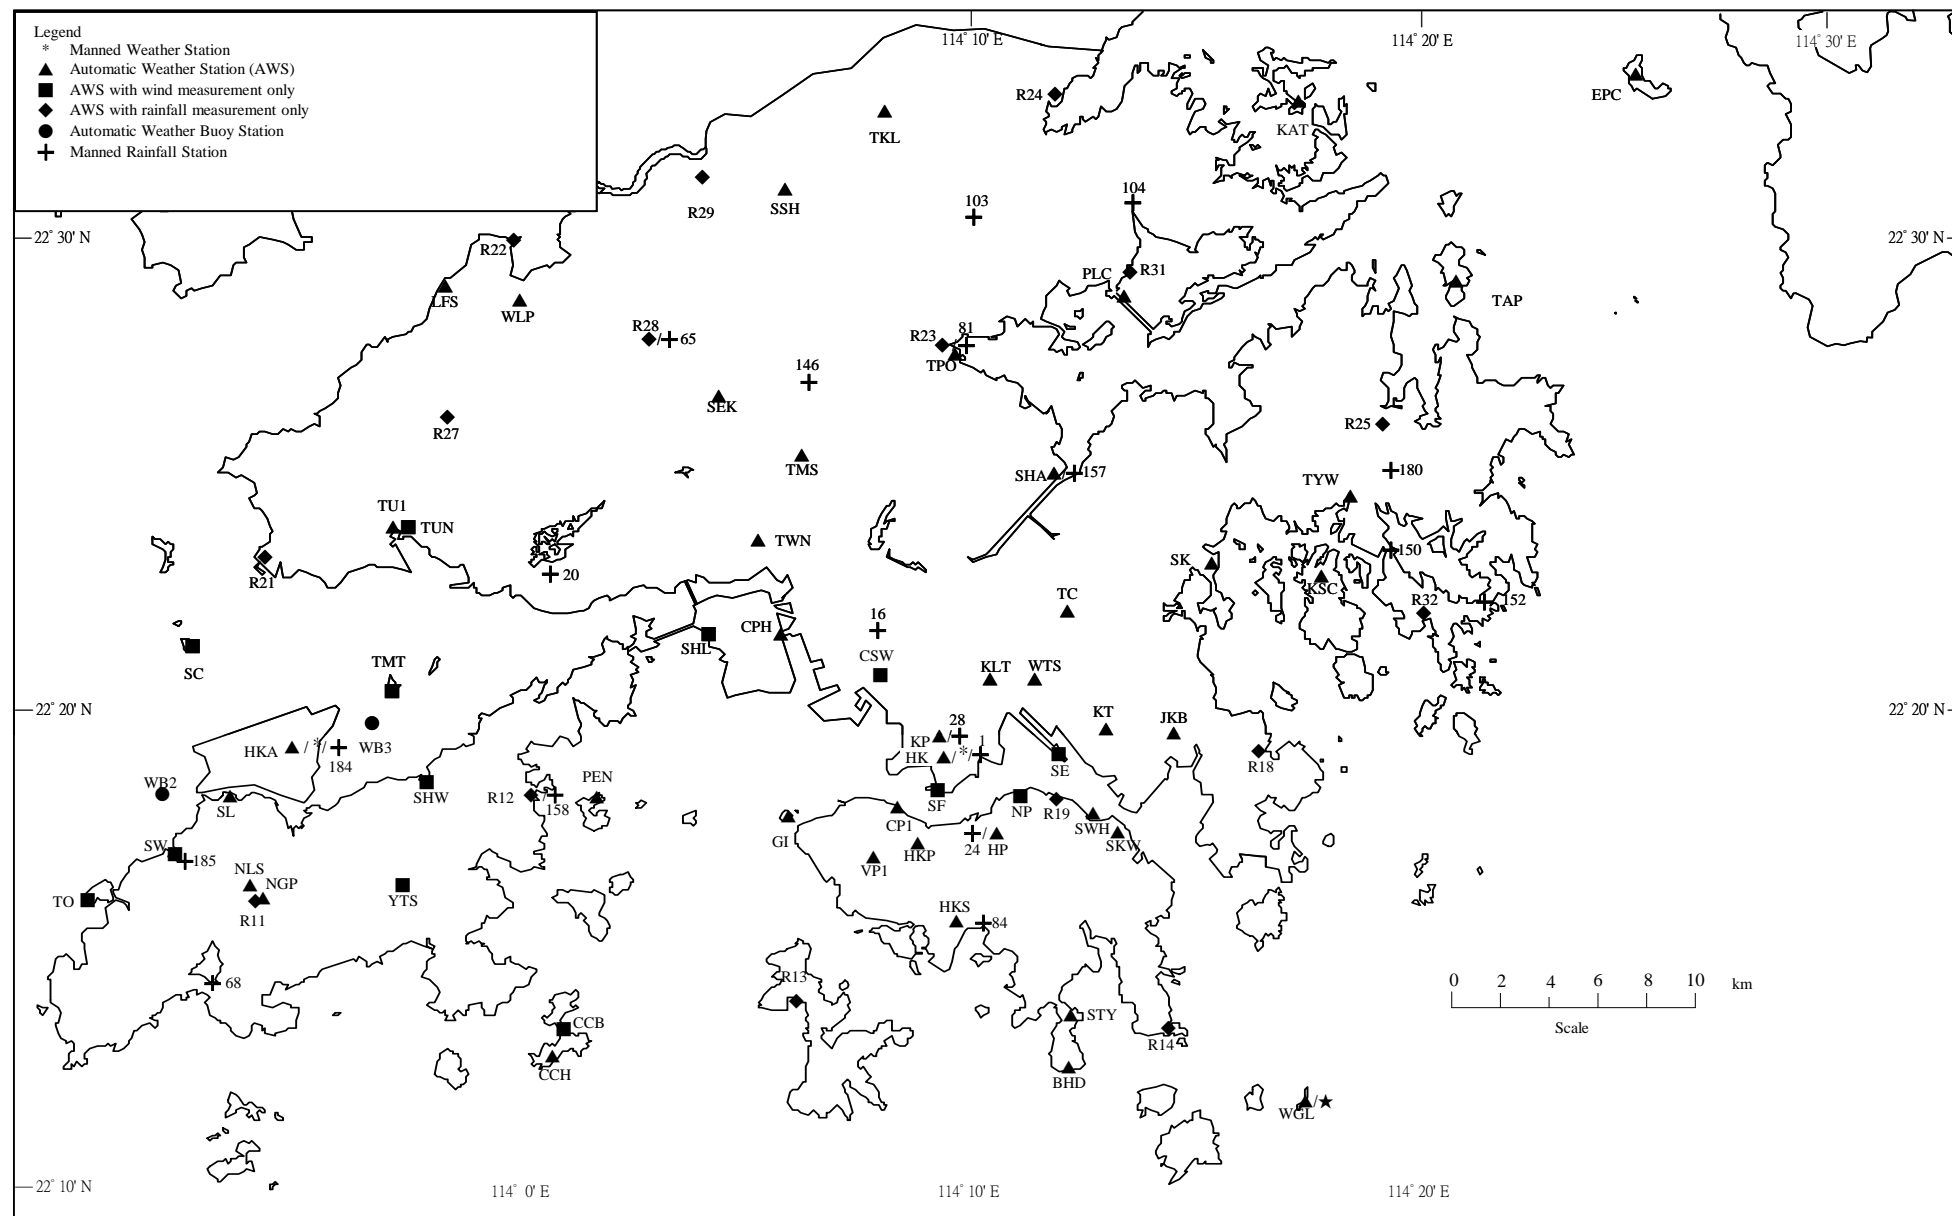 Legend
* Manned Weather Station
▲ Automatic Weather Station (AWS)
■ AWS with wind measurement only
◆ AWS with rainfall measurement only
● Automatic Weather Buoy Station
+ Manned Rainfall Station
114° 10' E
114° 20' E
114° 30' E
EPC
R24
KAT
TKL
R29
SSH
103
104
22° 30' N
22° 30' N
R22
PLC
R31
LFS
WLP
TAP
R28
/
65
R23
/
81
TPO
146
SEK
R27
R25
TMS
SHA
/
157
180
TYW
TU1
TUN
TWN
150
SK
KSC
R21
20
TC
R32
152
16
CPH
SHL
CSW
SC
TMT
KLT
WTS
22° 20' N
22° 20' N
KT
JKB
HKA
/ * /
184
WB3
KP
/
28
HK
/ * /
1
SE
R18
WB2
SL
SHW
R12
/
158
PEN
SF
NP
R19
SWH
SKW
GI
CP1
HKP
24
/
HP
VP1
SW
185
NLS
NGP
R11
TO
YTS
HKS
84
68
R13
0 2 4 6 8 10 km
Scale
CCB
CCH
STY
R14
BHD
WGL
/ ★
22° 10' N
114° 0' E
114° 10' E
114° 20' E